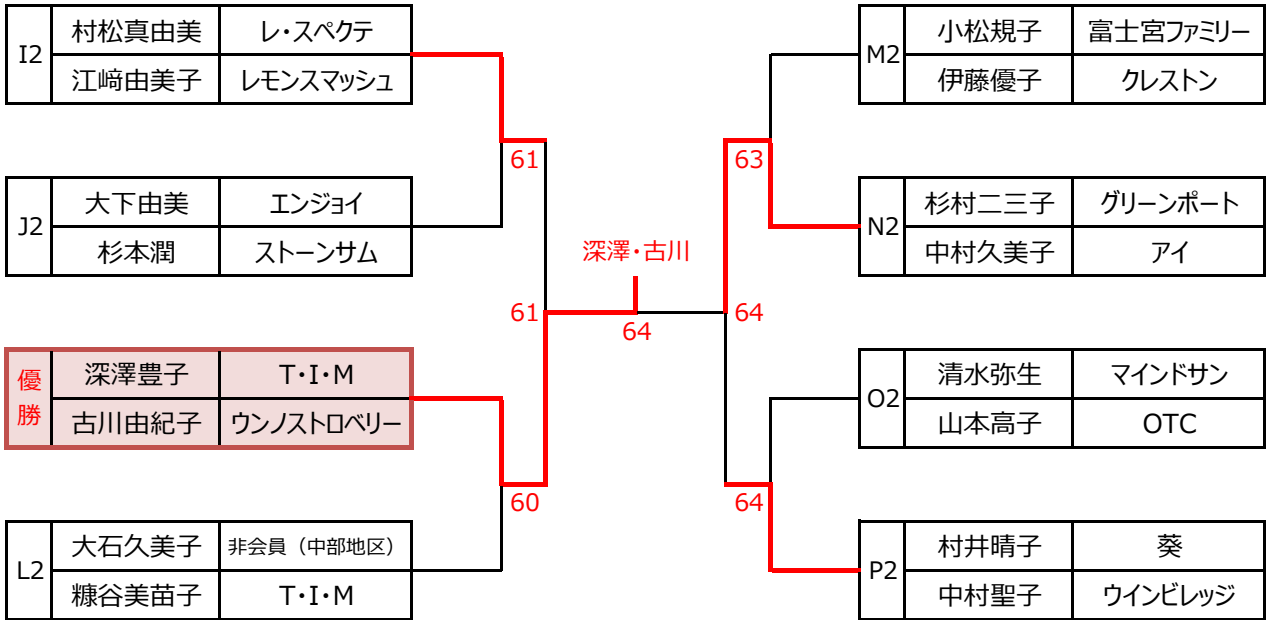 I2
村松真由美 レ・スペクテ
江﨑由美子 レモンスマッシュ
61
J2
大下由美 エンジョイ
杉本潤 ストーンサム
61
優勝
深澤豊子 T・I・M
古川由紀子 ウンノストロベリー
60
L2
大石久美子 非会員（中部地区）
糠谷美苗子 T・I・M
深澤・古川
64
M2
小松規子 富士宮ファミリー
伊藤優子 クレストン
63
N2
杉村二三子 グリーンポート
中村久美子 アイ
64
O2
清水弥生 マインドサン
山本高子 OTC
64
P2
村井晴子 葵
中村聖子 ウインビレッジ